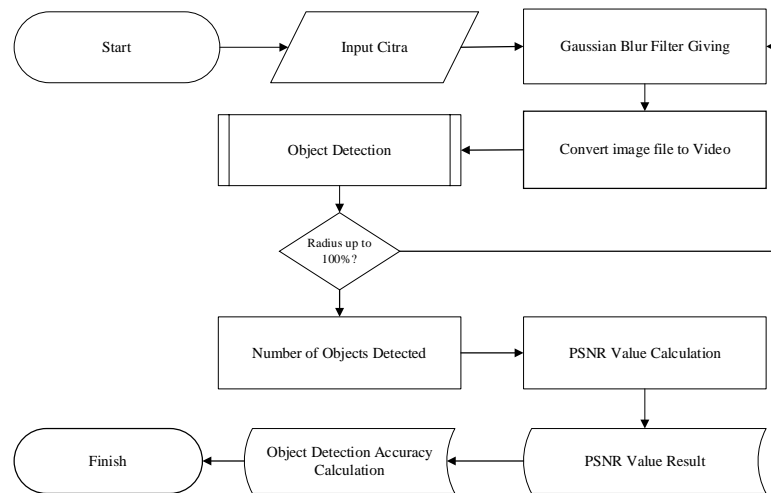 Start
Input Citra
Gaussian Blur Filter Giving
Object Detection
Convert image file to Video
Radius up to
100%?
Number of Objects Detected
PSNR Value Calculation
Finish
Object Detection Accuracy
Calculation
PSNR Value Result